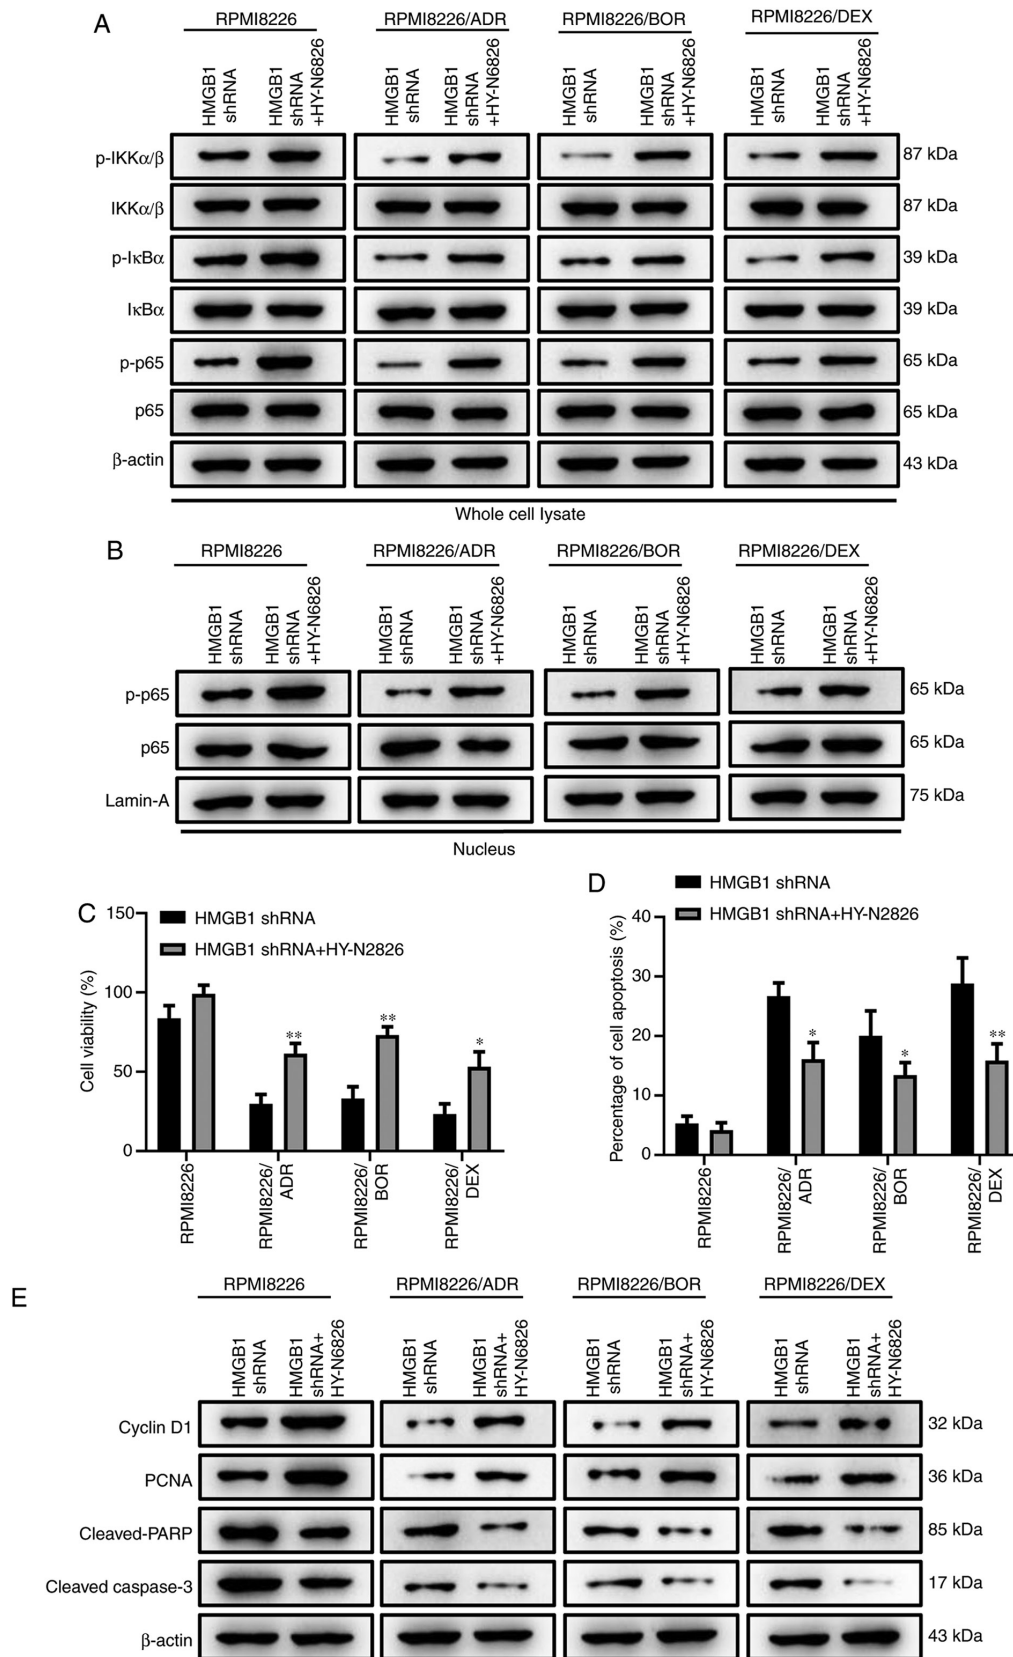 A
RPMI8226 RPMI8226/ADR RPMI8226/BOR RPMI8226/DEX
HMGB1 shRNA HMGB1 shRNA +HY-N6826 HMGB1 shRNA HMGB1 shRNA +HY-N6826 HMGB1 shRNA HMGB1 shRNA +HY-N6826 HMGB1 shRNA HMGB1 shRNA +HY-N6826
p-IKKα/β 87 kDa
IKKα/β 87 kDa
p-IκBα 39 kDa
IκBα 39 kDa
p-p65 65 kDa
p65 65 kDa
β-actin 43 kDa
Whole cell lysate
B
RPMI8226 RPMI8226/ADR RPMI8226/BOR RPMI8226/DEX
HMGB1 shRNA HMGB1 shRNA +HY-N6826 HMGB1 shRNA HMGB1 shRNA +HY-N6826 HMGB1 shRNA HMGB1 shRNA +HY-N6826 HMGB1 shRNA HMGB1 shRNA +HY-N6826
p-p65 65 kDa
p65 65 kDa
Lamin-A 75 kDa
Nucleus
C
HMGB1 shRNA
HMGB1 shRNA+HY-N2826
Cell viability (%)
150
100
50
0
**
**
*
RPMI8226
RPMI8226/
ADR
RPMI8226/
BOR
RPMI8226/
DEX
D
HMGB1 shRNA
HMGB1 shRNA+HY-N2826
Percentage of cell apoptosis (%)
40
30
20
10
0
*
*
**
RPMI8226
RPMI8226/
ADR
RPMI8226/
BOR
RPMI8226/
DEX
E
RPMI8226 RPMI8226/ADR RPMI8226/BOR RPMI8226/DEX
HMGB1 shRNA HMGB1 shRNA+ HY-N6826 HMGB1 shRNA HMGB1 shRNA+ HY-N6826 HMGB1 shRNA HMGB1 shRNA+ HY-N6826 HMGB1 shRNA HMGB1 shRNA+ HY-N6826
Cyclin D1 32 kDa
PCNA 36 kDa
Cleaved-PARP 85 kDa
Cleaved caspase-3 17 kDa
β-actin 43 kDa